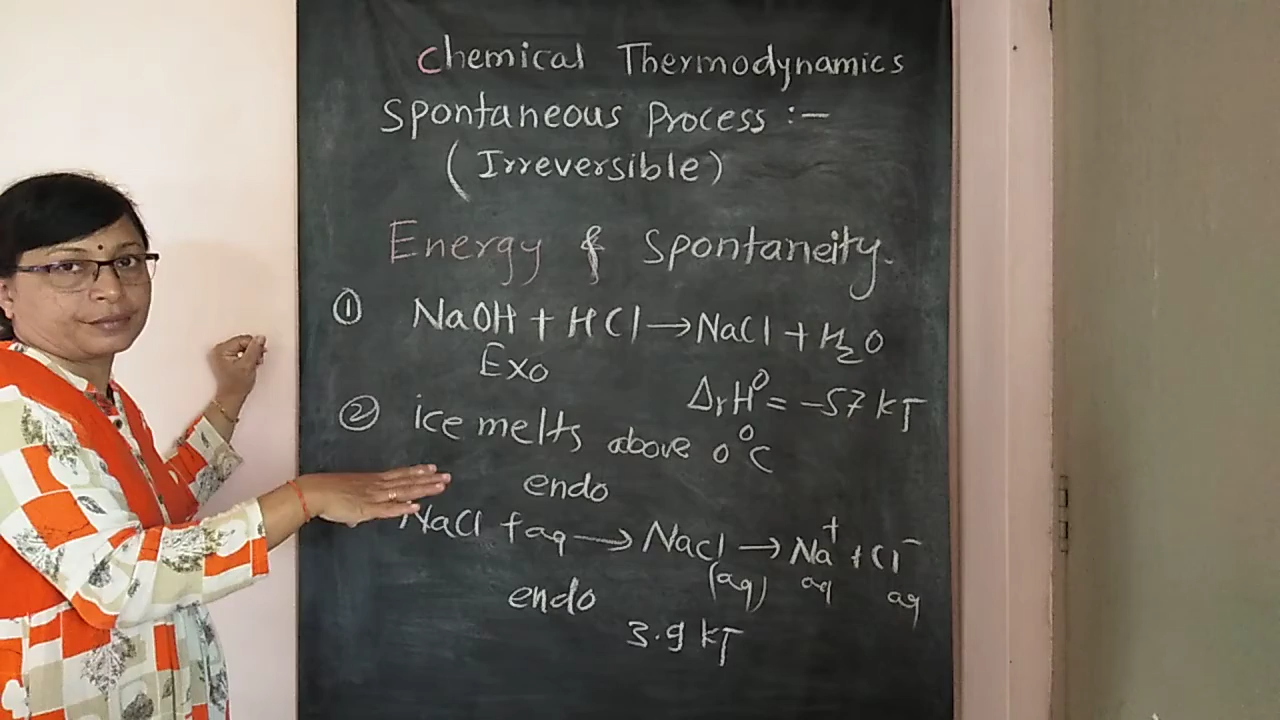 Chemical Thermodynamics
Spontaneous Process :-
(Irreversible)
Energy & Spontaneity.
① NaOH + HCl → NaCl + H₂O
Exo
ΔrH⁰ = -57 kJ
② ice melts above 0°C
endo
NaCl + aq → NaCl (aq) → Na⁺ aq + Cl⁻ aq
endo
3.9 kJ